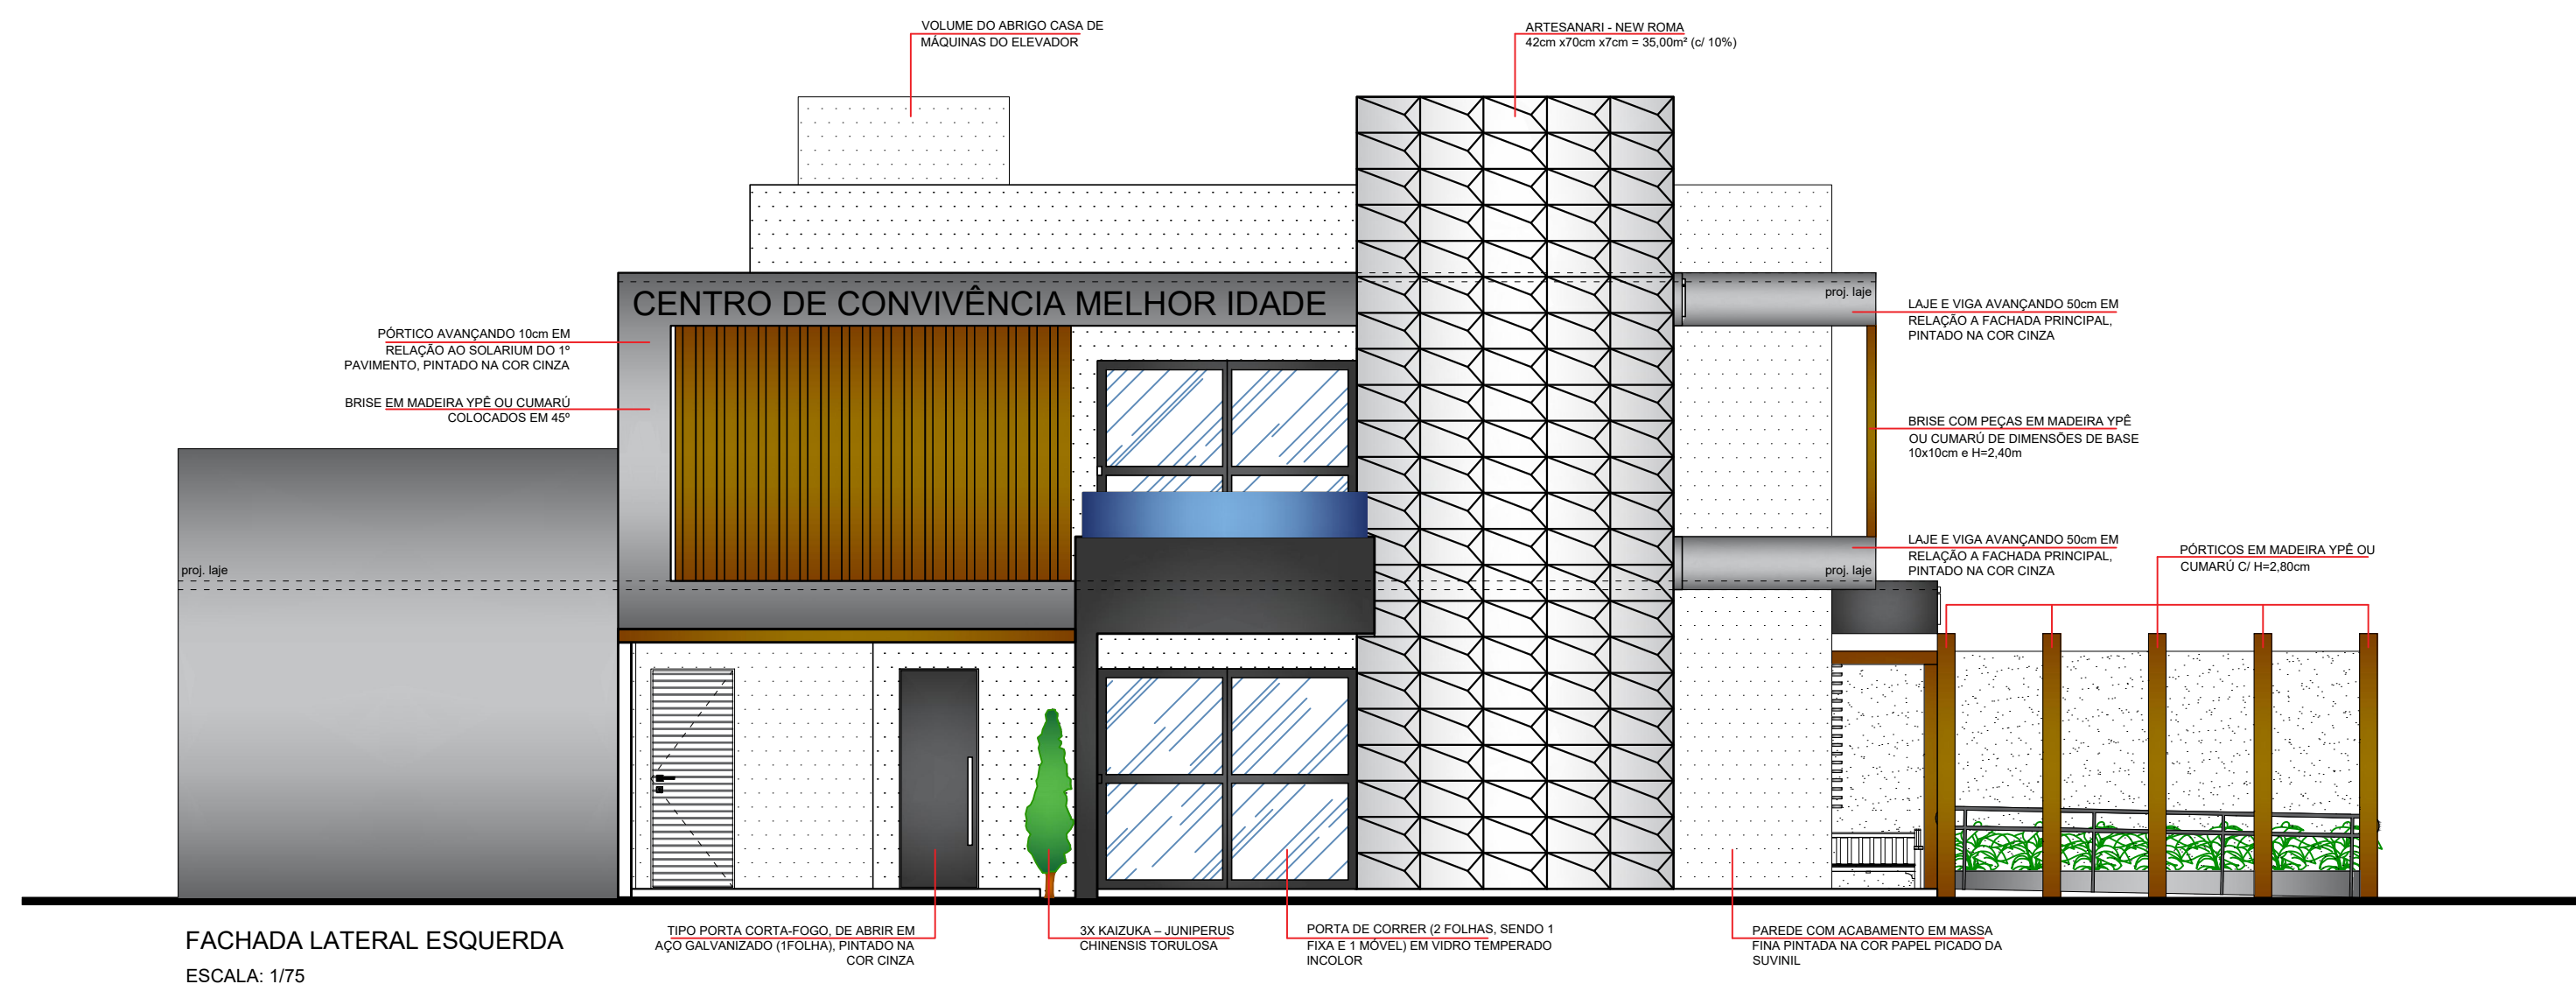 VOLUME DO ABRIGO CASA DE
MÁQUINAS DO ELEVADOR
ARTESANARI - NEW ROMA
42cm x70cm x7cm = 35,00m² (c/ 10%)
CENTRO DE CONVIVÊNCIA MELHOR IDADE
proj. laje
LAJE E VIGA AVANÇANDO 50cm EM
RELAÇÃO A FACHADA PRINCIPAL,
PINTADO NA COR CINZA
PÓRTICO AVANÇANDO 10cm EM
RELAÇÃO AO SOLARIUM DO 1º
PAVIMENTO, PINTADO NA COR CINZA
BRISE EM MADEIRA YPÊ OU CUMARÚ
COLOCADOS EM 45º
BRISE COM PEÇAS EM MADEIRA YPÊ
OU CUMARÚ DE DIMENSÕES DE BASE
10x10cm e H=2,40m
proj. laje
proj. laje
LAJE E VIGA AVANÇANDO 50cm EM
RELAÇÃO A FACHADA PRINCIPAL,
PINTADO NA COR CINZA
PÓRTICOS EM MADEIRA YPÊ OU
CUMARÚ C/ H=2,80cm
FACHADA LATERAL ESQUERDA
ESCALA: 1/75
TIPO PORTA CORTA-FOGO, DE ABRIR EM
AÇO GALVANIZADO (1FOLHA), PINTADO NA
COR CINZA
3X KAIZUKA – JUNIPERUS
CHINENSIS TORULOSA
PORTA DE CORRER (2 FOLHAS, SENDO 1
FIXA E 1 MÓVEL) EM VIDRO TEMPERADO
INCOLOR
PAREDE COM ACABAMENTO EM MASSA
FINA PINTADA NA COR PAPEL PICADO DA
SUVINIL